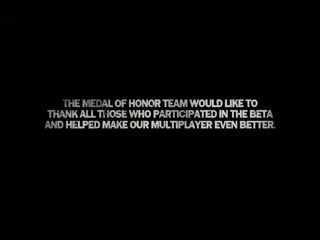 THE MEDAL OF HONOR TEAM WOULD LIKE TO
THANK ALL THOSE WHO PARTICIPATED IN THE BETA
AND HELPED MAKE OUR MULTIPLAYER EVEN BETTER.